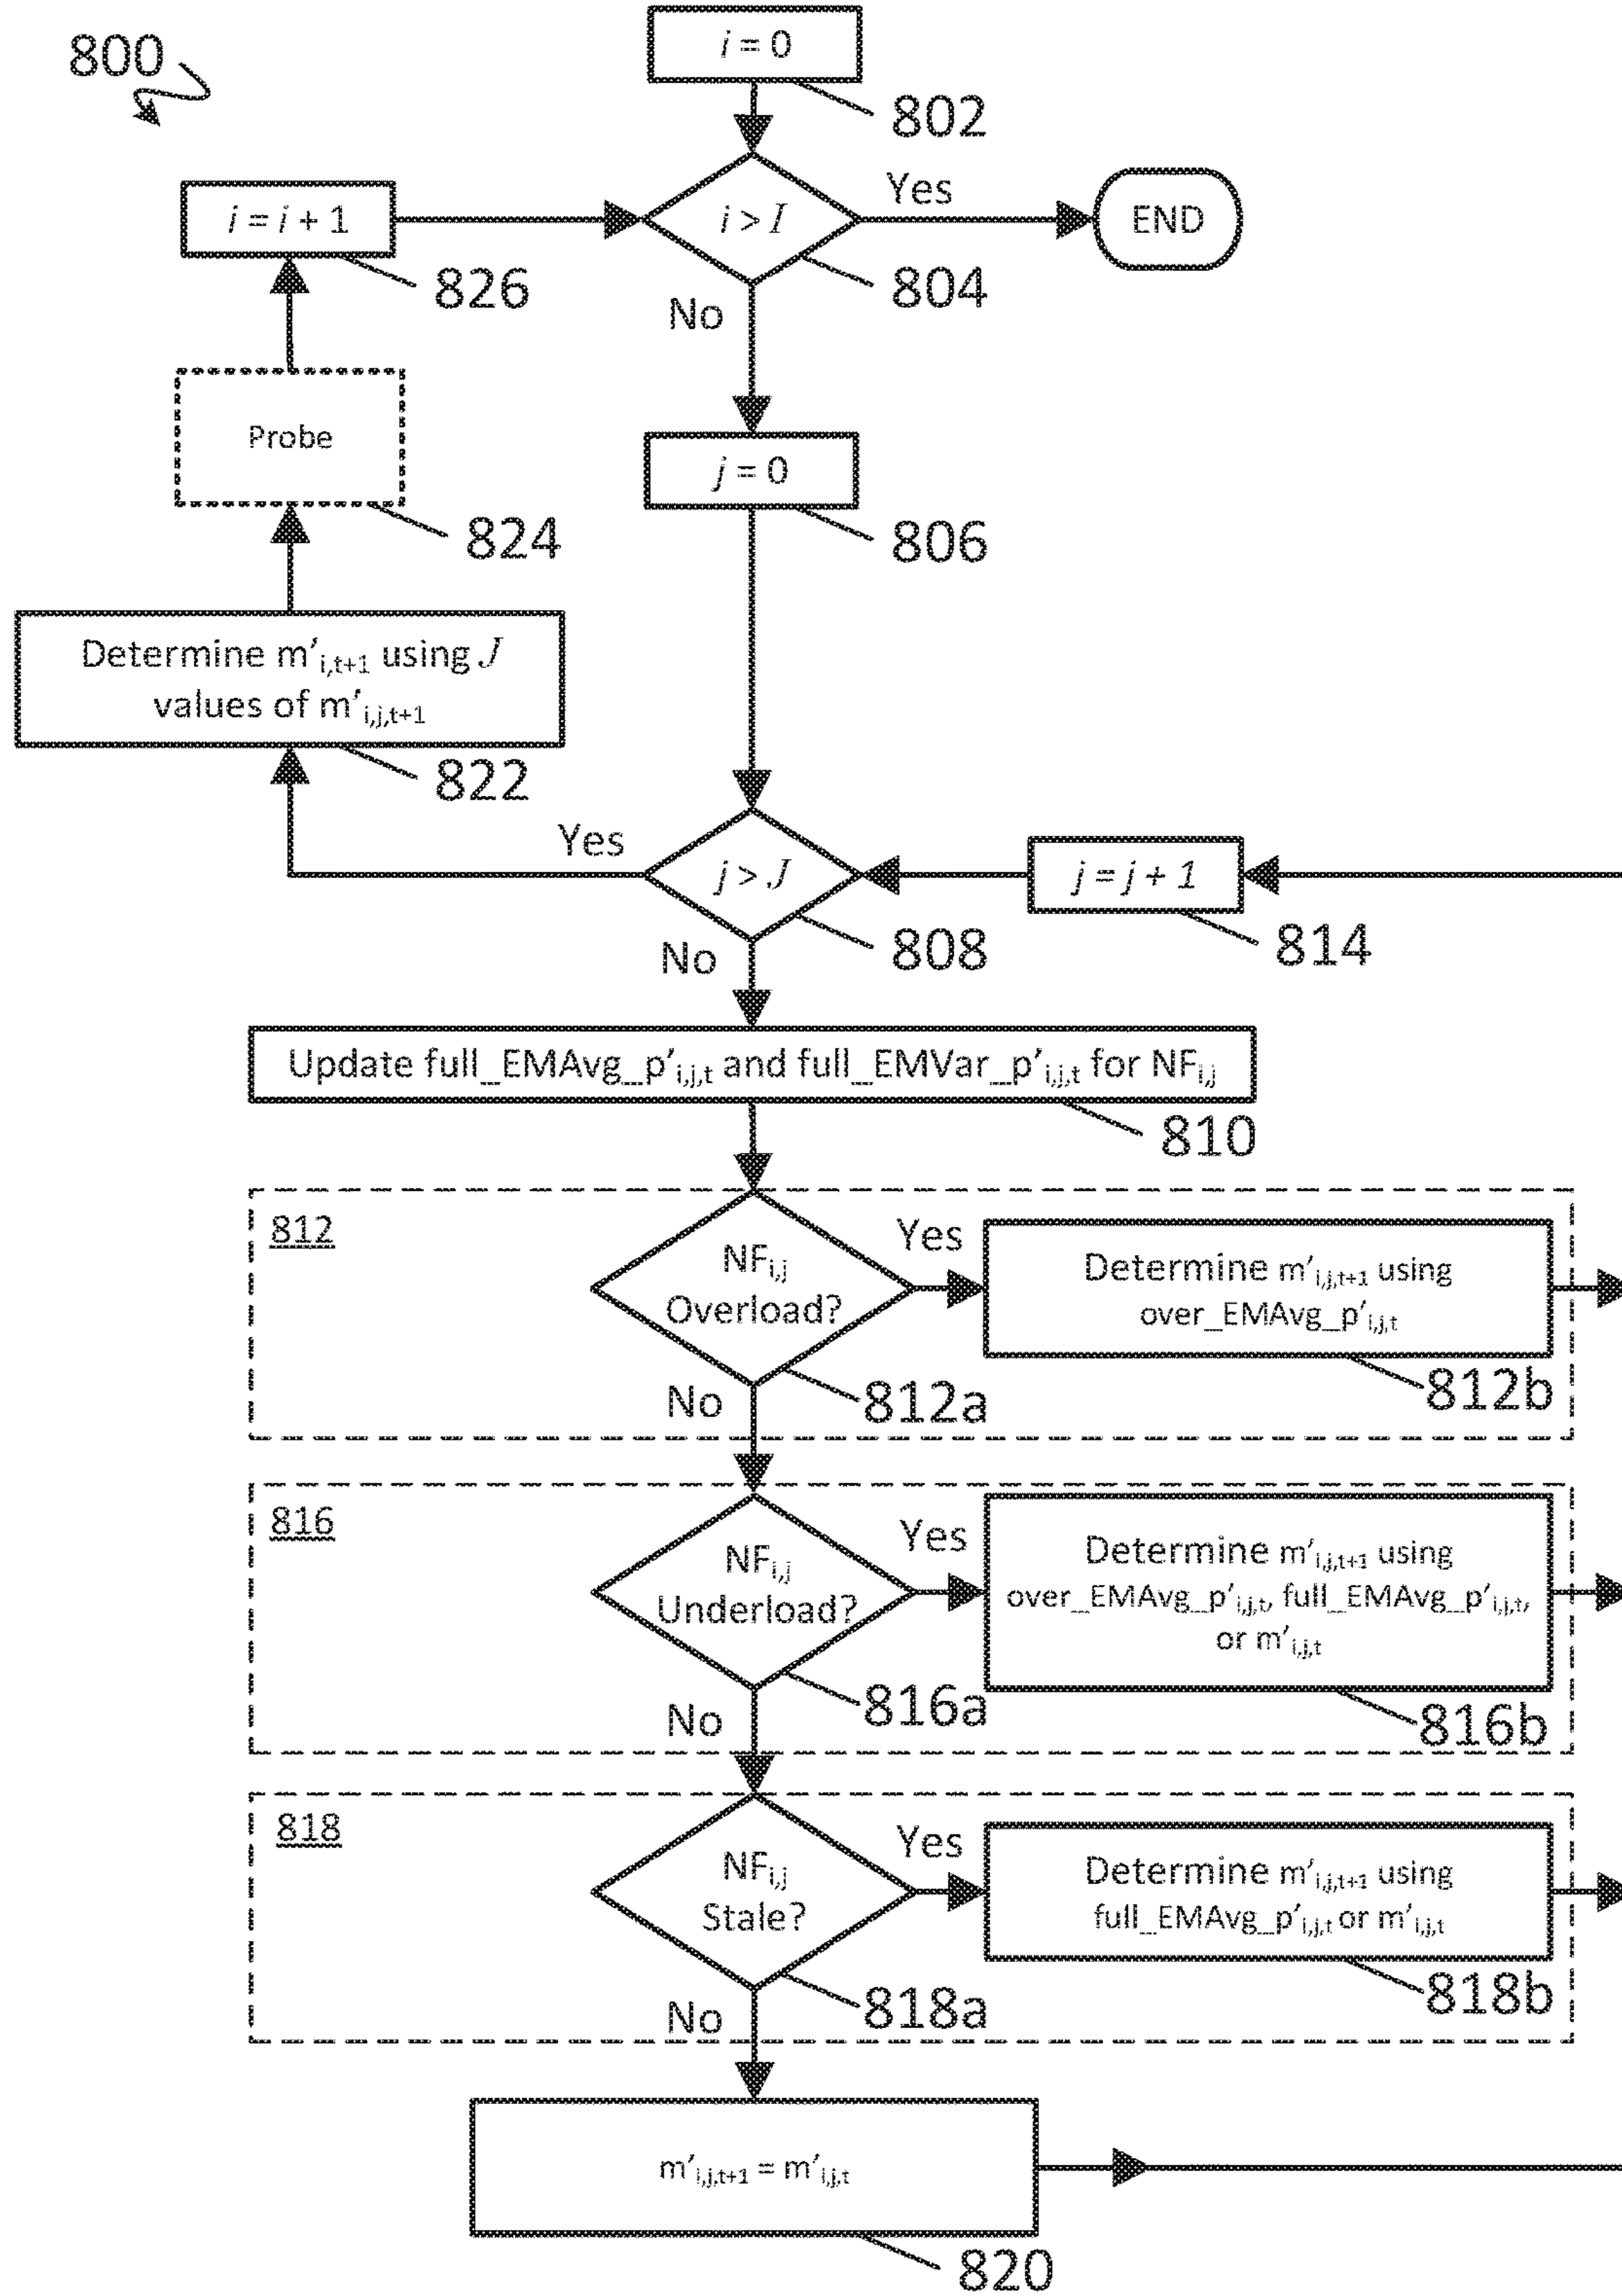 800
i = 0
802
i = i + 1
826
i > I
Yes
END
804
No
Probe
824
j = 0
806
Determine m'i,t+1 using J
values of m'i,j,t+1
822
Yes
j > J
808
No
j = j + 1
814
Update full_EMAvg_p'i,j,t and full_EMVar_p'i,j,t for NFi,j
810
812
NFi,j
Overload?
Yes
812a
No
Determine m'i,j,t+1 using
over_EMAvg_p'i,j,t
812b
816
NFi,j
Underload?
Yes
816a
No
Determine m'i,j,t+1 using
over_EMAvg_p'i,j,t, full_EMAvg_p'i,j,t,
or m'i,j,t
816b
818
NFi,j
Stale?
Yes
818a
No
Determine m'i,j,t+1 using
full_EMAvg_p'i,j,t or m'i,j,t
818b
m'i,j,t+1 = m'i,j,t
820